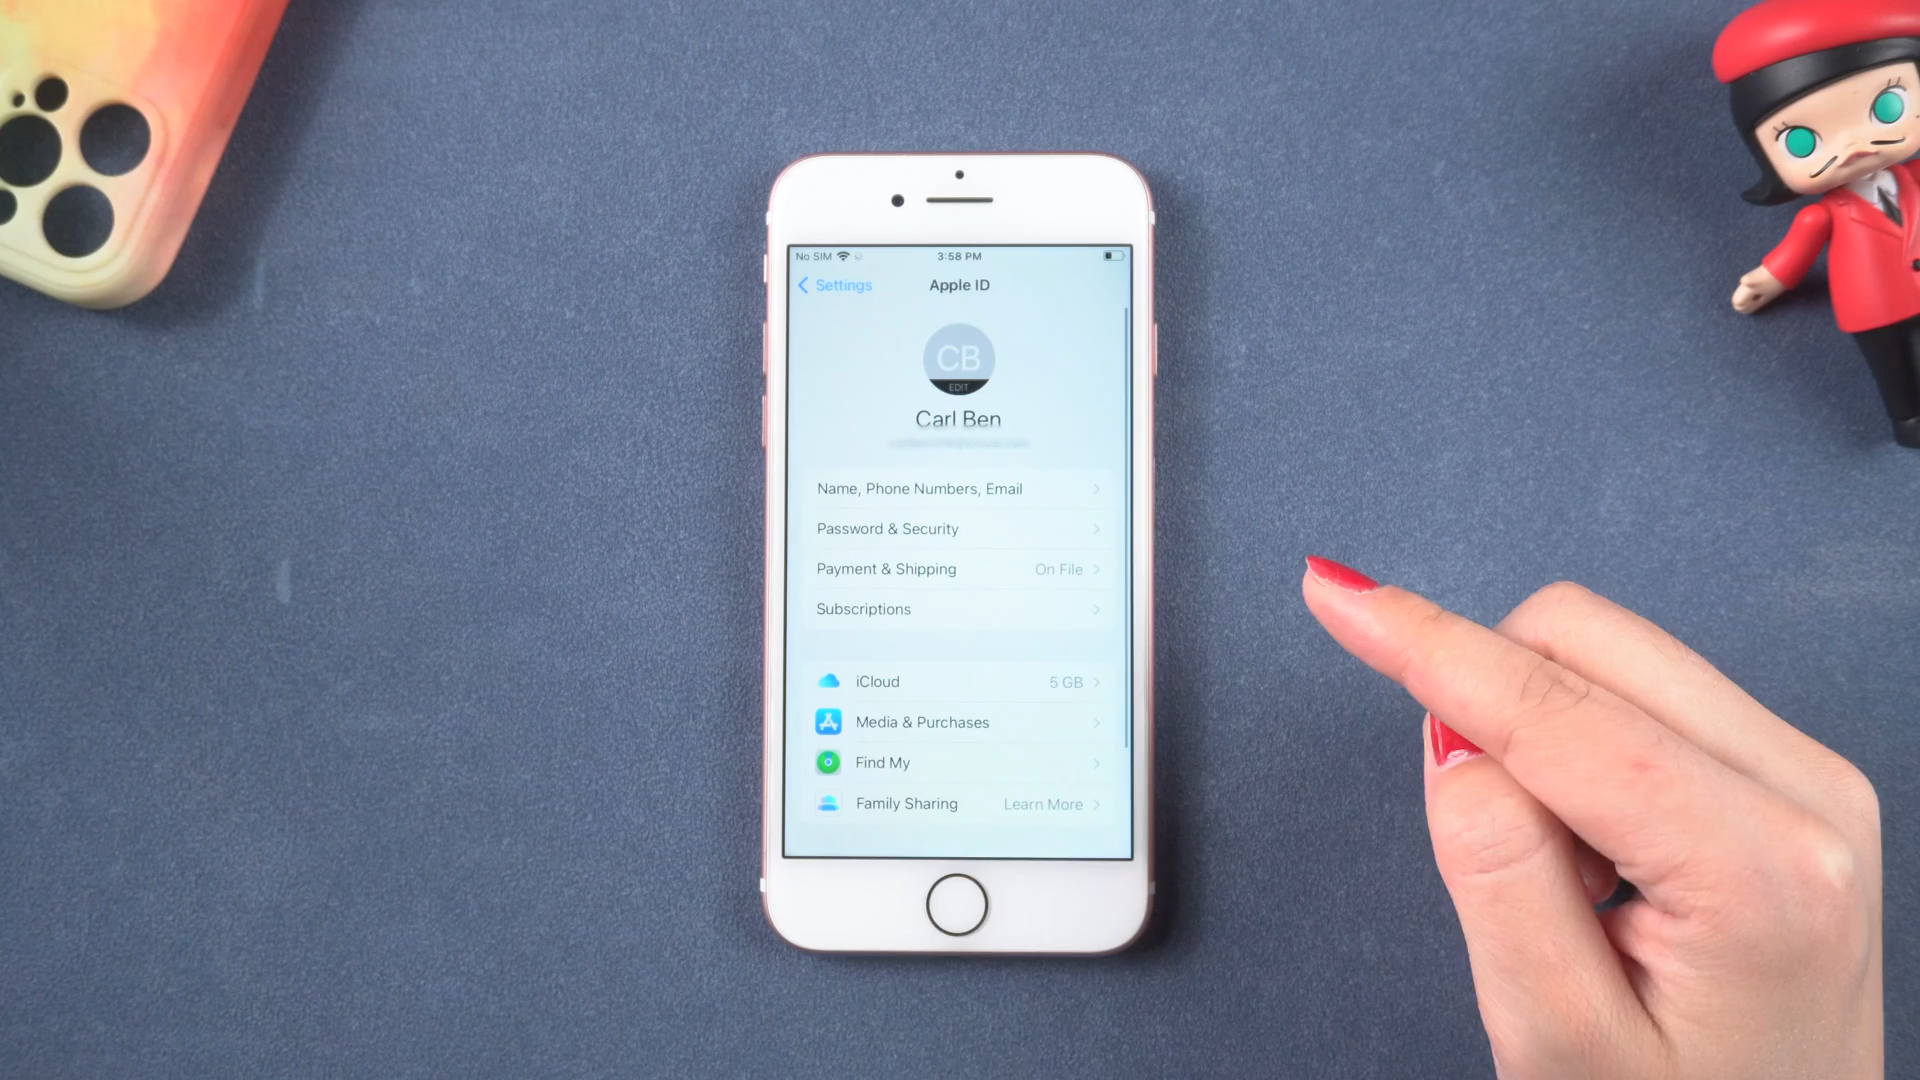 No SIM 3:58 PM
Settings Apple ID
CB
EDIT
Carl Ben
Name, Phone Numbers, Email
Password & Security
Payment & Shipping On File
Subscriptions
iCloud 5 GB
Media & Purchases
Find My
Family Sharing Learn More